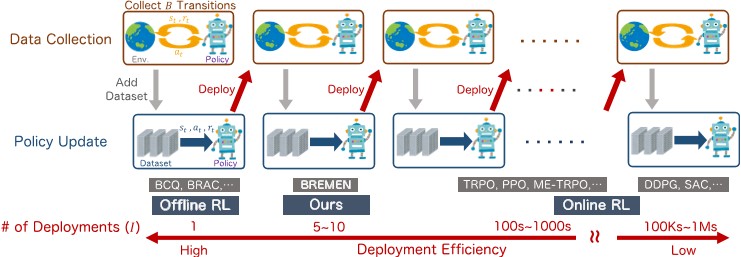 Collect B Transitions
s_t, r_t
Data Collection
Env.
a_t
Policy
Add
Dataset
Deploy
Deploy
Deploy
Policy Update
s_t, a_t, r_t
Dataset
Policy
BCQ, BRAC,…
BREMEN
TRPO, PPO, ME-TRPO,…
DDPG, SAC,…
Offline RL
Ours
Online RL
# of Deployments (I)
1
5~10
100s~1000s
≈
100Ks~1Ms
High
Deployment Efficiency
Low